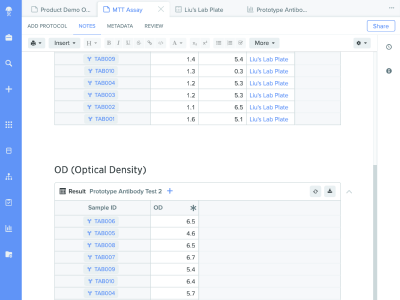 Product Demo O...
MTT Assay
Liu's Lab Plate
Prototype Antibo...
ADD PROTOCOL
NOTES
METADATA
REVIEW
Share
Insert
H
B
I
U
S
A
More
TAB009 1.4 5.4 Liu's Lab Plate
TAB010 1.3 0.3 Liu's Lab Plate
TAB004 1.2 5.3 Liu's Lab Plate
TAB003 1.2 5.3 Liu's Lab Plate
TAB002 1.1 6.5 Liu's Lab Plate
TAB001 1.6 5.1 Liu's Lab Plate
OD (Optical Density)
Result Prototype Antibody Test 2 +
Sample ID OD
TAB006 6.5
TAB005 4.6
TAB008 6.5
TAB007 6.7
TAB009 5.4
TAB010 6.4
TAB004 5.7